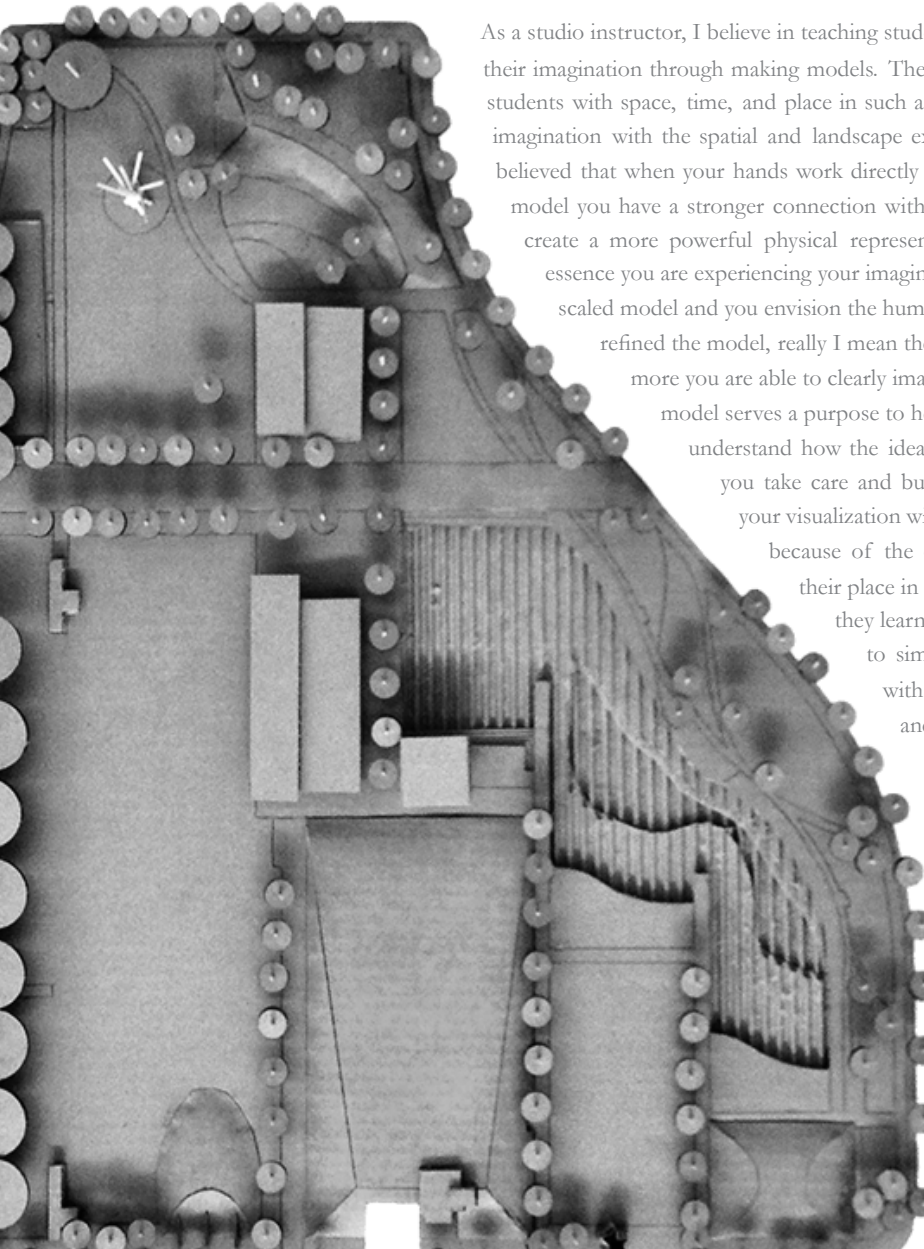 As a studio instructor, I believe in teaching stud
their imagination through making models. The
students with space, time, and place in such a
imagination with the spatial and landscape ex
believed that when your hands work directly
model you have a stronger connection with
create a more powerful physical represen
essence you are experiencing your imagin
scaled model and you envision the hum
refined the model, really I mean the
more you are able to clearly ima
model serves a purpose to h
understand how the idea
you take care and bu
your visualization wi
because of the
their place in
they learn
to sim
with
and